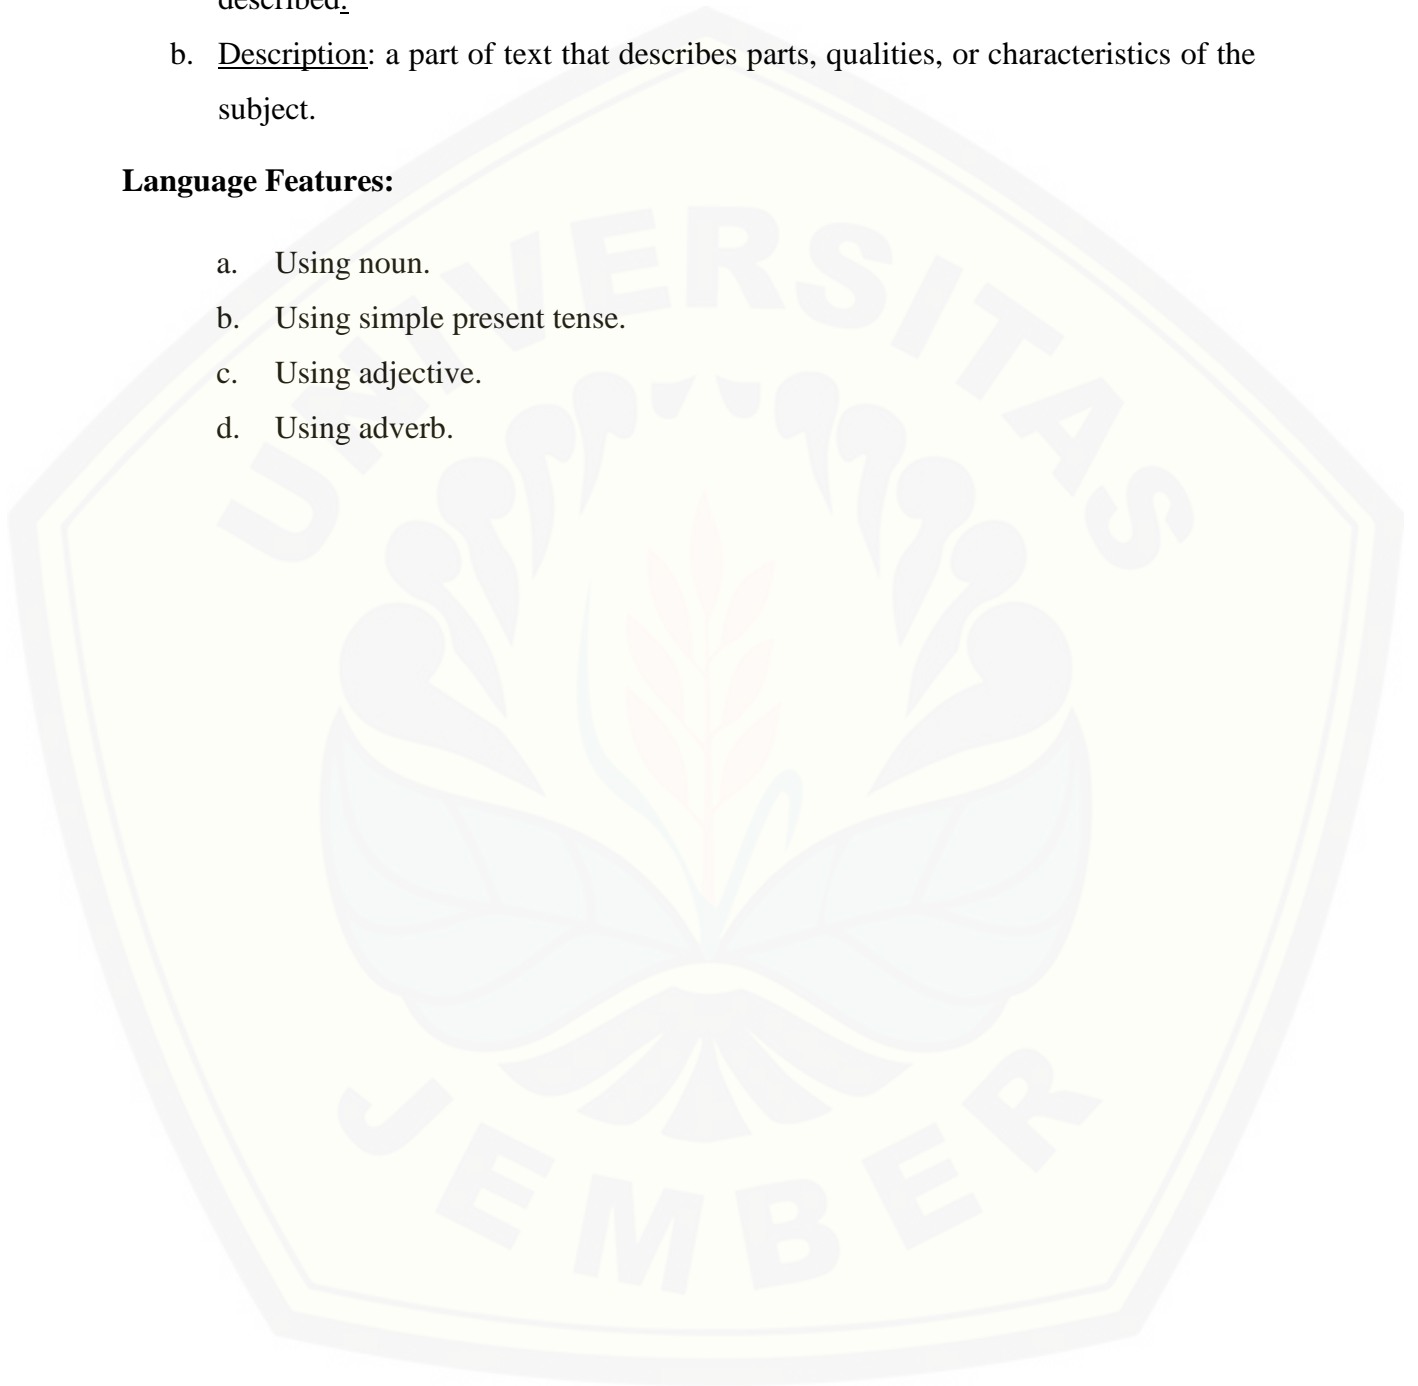 described.
b. Description: a part of text that describes parts, qualities, or characteristics of the
subject.
Language Features:
a. Using noun.
b. Using simple present tense.
c. Using adjective.
d. Using adverb.
UNIVERSITAS
JEMBER